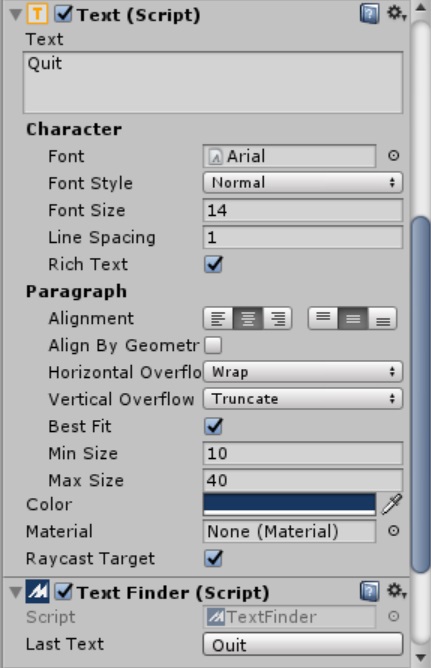 Text (Script)
Text
Quit
Character
Font Arial
Font Style Normal
Font Size 14
Line Spacing 1
Rich Text
Paragraph
Alignment
Align By Geometr
Horizontal Overflo Wrap
Vertical Overflow Truncate
Best Fit
Min Size 10
Max Size 40
Color
Material None (Material)
Raycast Target
Text Finder (Script)
Script TextFinder
Last Text Quit